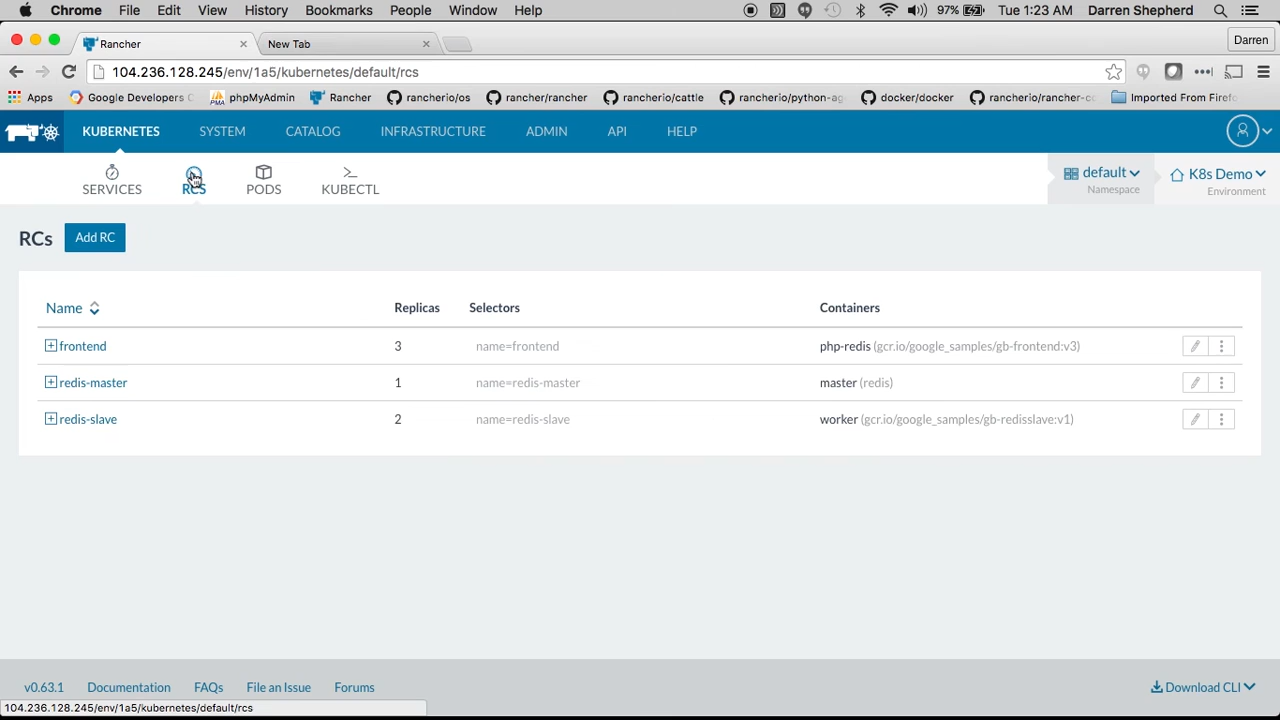 Chrome File Edit View History Bookmarks People Window Help 97% Tue 1:23 AM Darren Shepherd
Rancher New Tab Darren
104.236.128.245/env/1a5/kubernetes/default/rcs
Apps Google Developers phpMyAdmin Rancher rancherio/os rancher/rancher rancherio/cattle rancherio/python-ag docker/docker rancherio/rancher-c Imported From Firef
KUBERNETES SYSTEM CATALOG INFRASTRUCTURE ADMIN API HELP
SERVICES RCS PODS KUBECTL default K8s Demo
Namespace Environment
RCs Add RC
Name Replicas Selectors Containers
frontend 3 name=frontend php-redis (gcr.io/google_samples/gb-frontend:v3)
redis-master 1 name=redis-master master (redis)
redis-slave 2 name=redis-slave worker (gcr.io/google_samples/gb-redisslave:v1)
v0.63.1 Documentation FAQs File an Issue Forums Download CLI
104.236.128.245/env/1a5/kubernetes/default/rcs